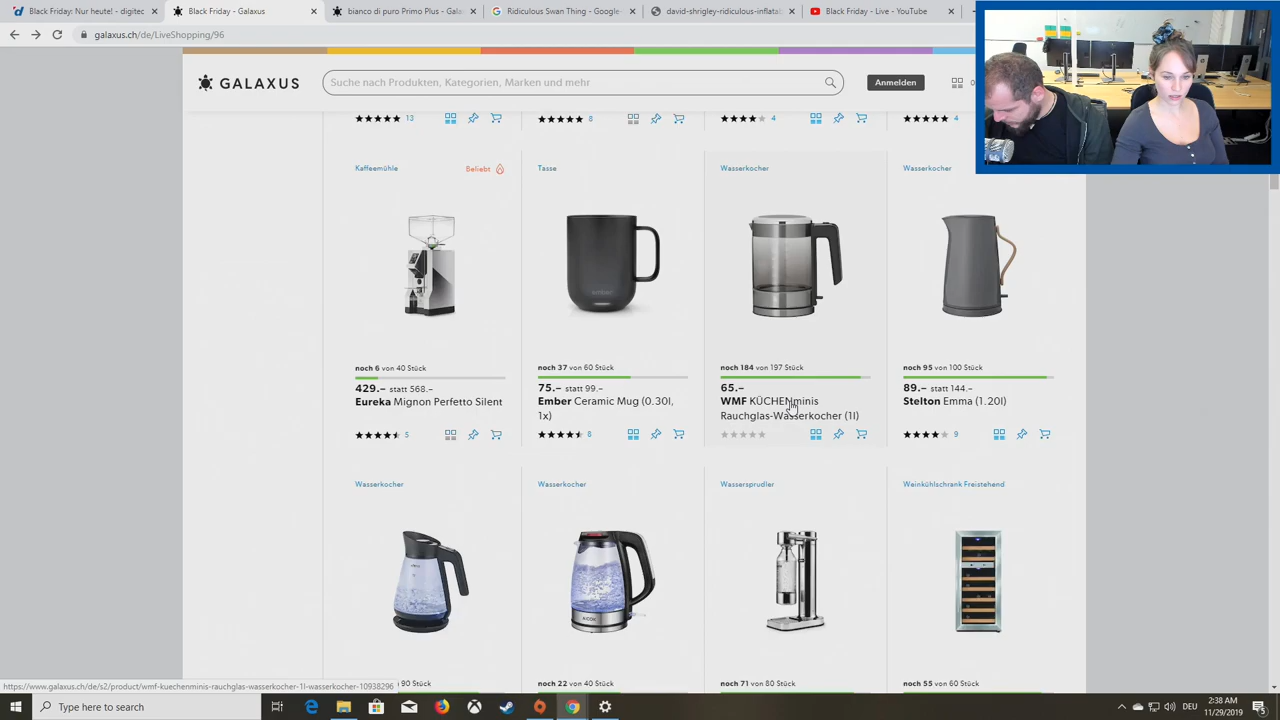 Black Friday: Nur heute! - digitec
Black Friday - Galaxus
bianco di puro Primo Plus - Gala
Ridiculous Swan Thing - Google
david-shrigley-ridiculous-inflatab
Black Friday - Live - YouTube
galaxus.ch/de/LiveShopping/96
GALAXUS
Suche nach Produkten, Kategorien, Marken und mehr
Anmelden
0
13
8
4
4
Kaffeemühle
Beliebt
Tasse
Wasserkocher
Wasserkocher
ember
noch 6 von 40 Stück
noch 37 von 60 Stück
noch 184 von 197 Stück
noch 95 von 100 Stück
429.– statt 568.–
75.– statt 99.–
65.–
89.– statt 144.–
Eureka Mignon Perfetto Silent
Ember Ceramic Mug (0.30l,
1x)
WMF KÜCHENminis
Rauchglas-Wasserkocher (1l)
Stelton Emma (1.20l)
5
8
9
Wasserkocher
Wasserkocher
Wassersprudler
Weinkühlschrank Freistehend
90 Stück
noch 22 von 40 Stück
noch 71 von 80 Stück
noch 55 von 60 Stück
https://www.galaxus.ch/de/s2/product/wmf-kuechenminis-rauchglas-wasserkocher-1l-wasserkocher-10938296
Type here to search
DEU
2:38 AM
11/29/2019
5